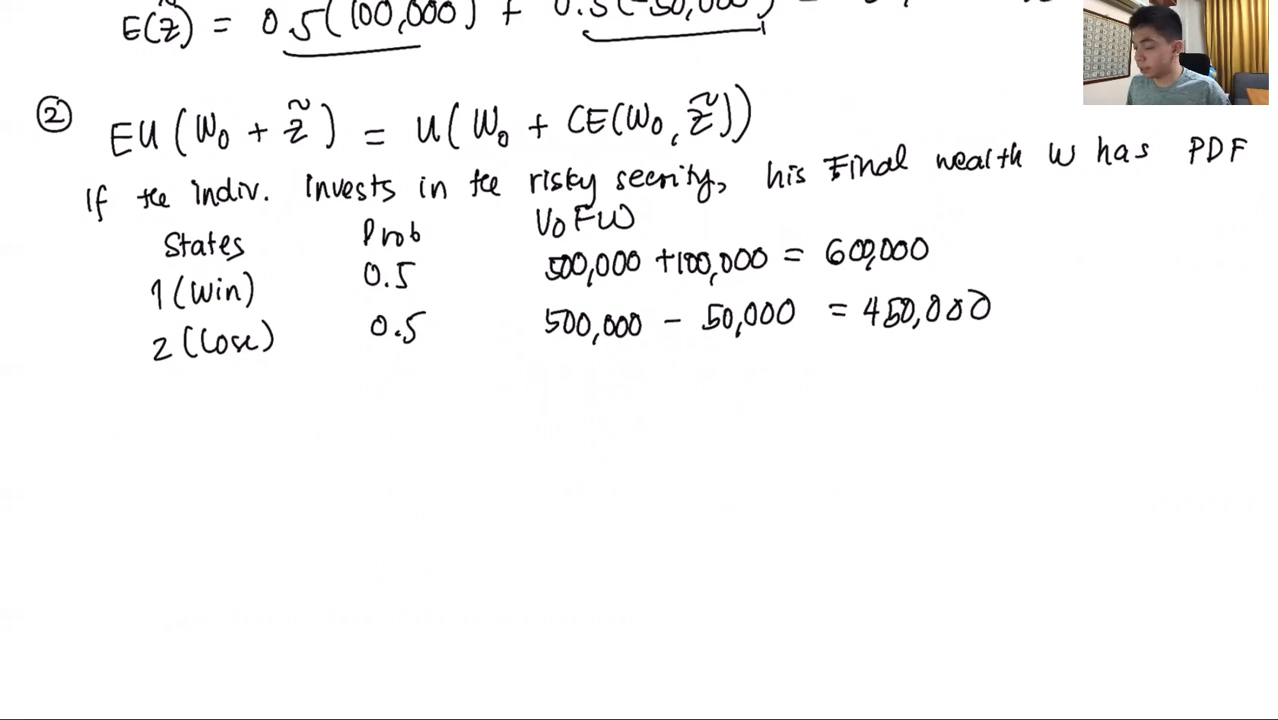 E(z̃) = 0.5(100,000) + 0.5(-50,000) =
② EU(W₀ + z̃) = U(W₀ + CE(W₀, z̃))
If the indiv. invests in the risky security, his Final wealth W has PDF
States Prob VoFW
1 (Win) 0.5 500,000 + 100,000 = 600,000
2 (Lose) 0.5 500,000 - 50,000 = 450,000